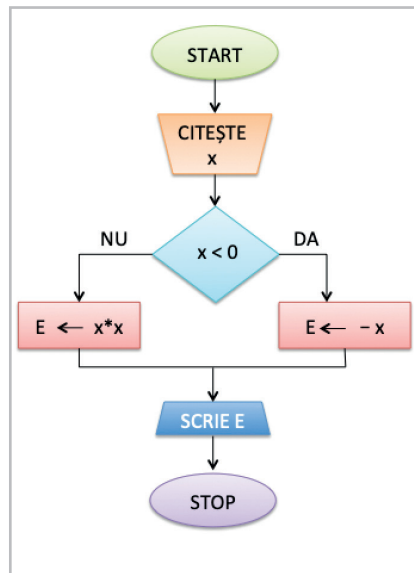 START
CITEȘTE
x
NU
x < 0
DA
E ← x*x
E ← – x
SCRIE E
STOP